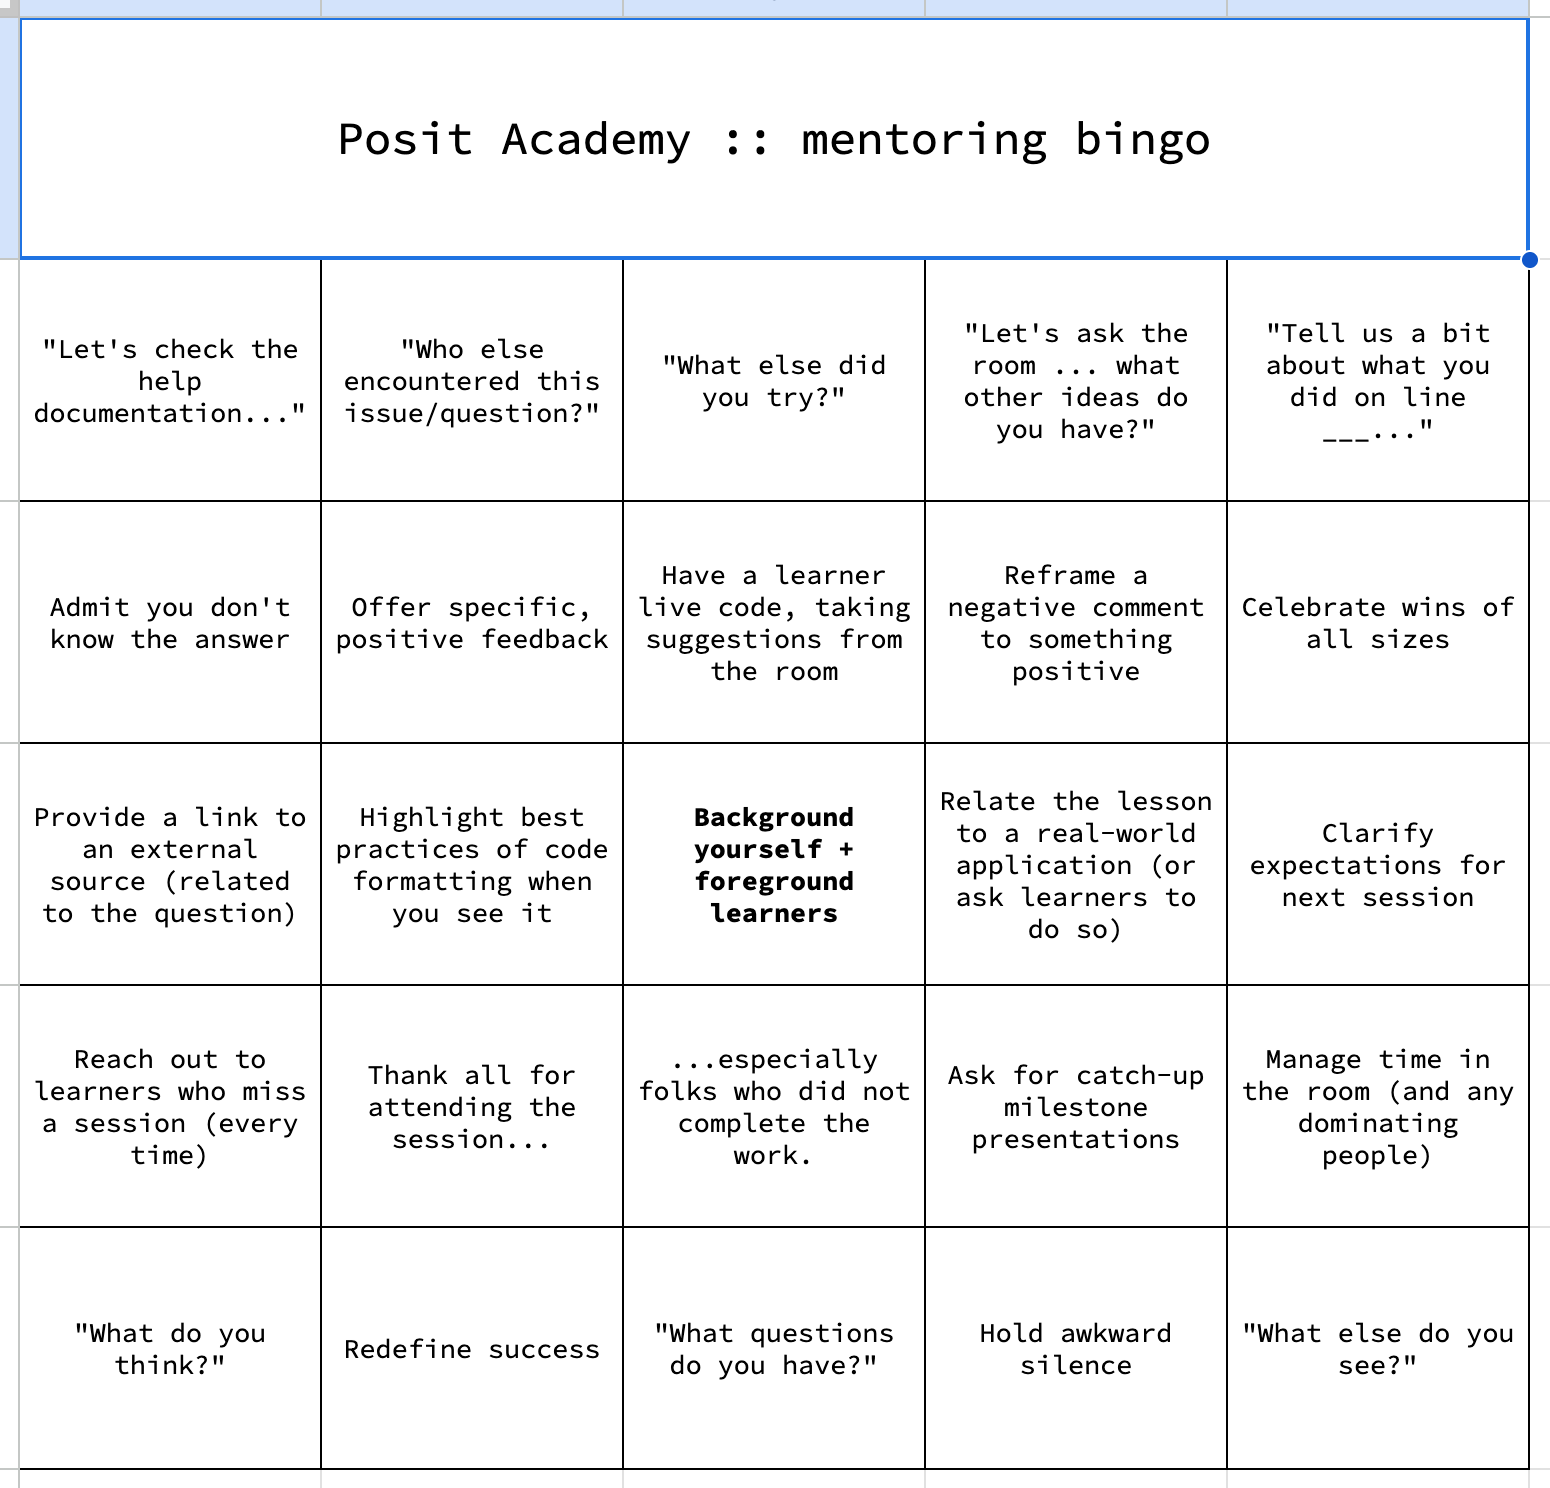 Posit Academy :: mentoring bingo
"Let's check the
help
documentation..."
"Who else
encountered this
issue/question?"
"What else did
you try?"
"Let's ask the
room ... what
other ideas do
you have?"
"Tell us a bit
about what you
did on line
___..."
Admit you don't
know the answer
Offer specific,
positive feedback
Have a learner
live code, taking
suggestions from
the room
Reframe a
negative comment
to something
positive
Celebrate wins of
all sizes
Provide a link to
an external
source (related
to the question)
Highlight best
practices of code
formatting when
you see it
Background
yourself +
foreground
learners
Relate the lesson
to a real-world
application (or
ask learners to
do so)
Clarify
expectations for
next session
Reach out to
learners who miss
a session (every
time)
Thank all for
attending the
session...
...especially
folks who did not
complete the
work.
Ask for catch-up
milestone
presentations
Manage time in
the room (and any
dominating
people)
"What do you
think?"
Redefine success
"What questions
do you have?"
Hold awkward
silence
"What else do you
see?"